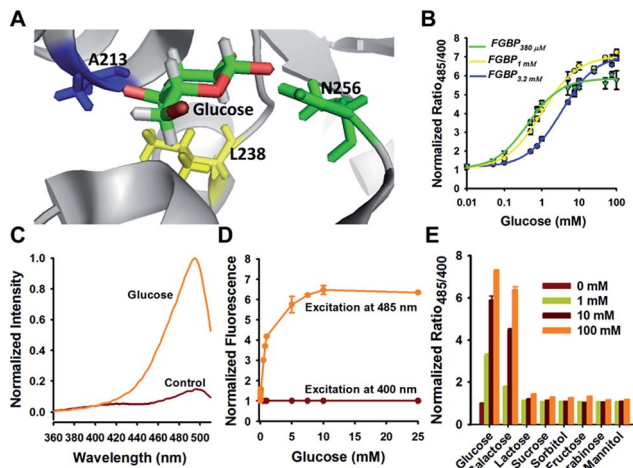 A
A213
Glucose
N256
L238
B
Normalized Ratio485/400
8
7
6
5
4
3
2
1
0
FGBP380 µM
FGBP1 mM
FGBP3.2 mM
0.01 0.1 1 10 100
Glucose (mM)
C
Normalized Intensity
1.0
0.8
0.6
0.4
0.2
0.0
Glucose
Control
360 380 400 420 440 460 480 500
Wavelength (nm)
D
Normalized Fluorescence
8
7
6
5
4
3
2
1
0
Excitation at 485 nm
Excitation at 400 nm
0 5 10 15 20 25
Glucose (mM)
E
Normalized Ratio485/400
8
6
4
2
0
0 mM
1 mM
10 mM
100 mM
Glucose
Galactose
Lactose
Sucrose
Sorbitol
Fructose
Mannitol